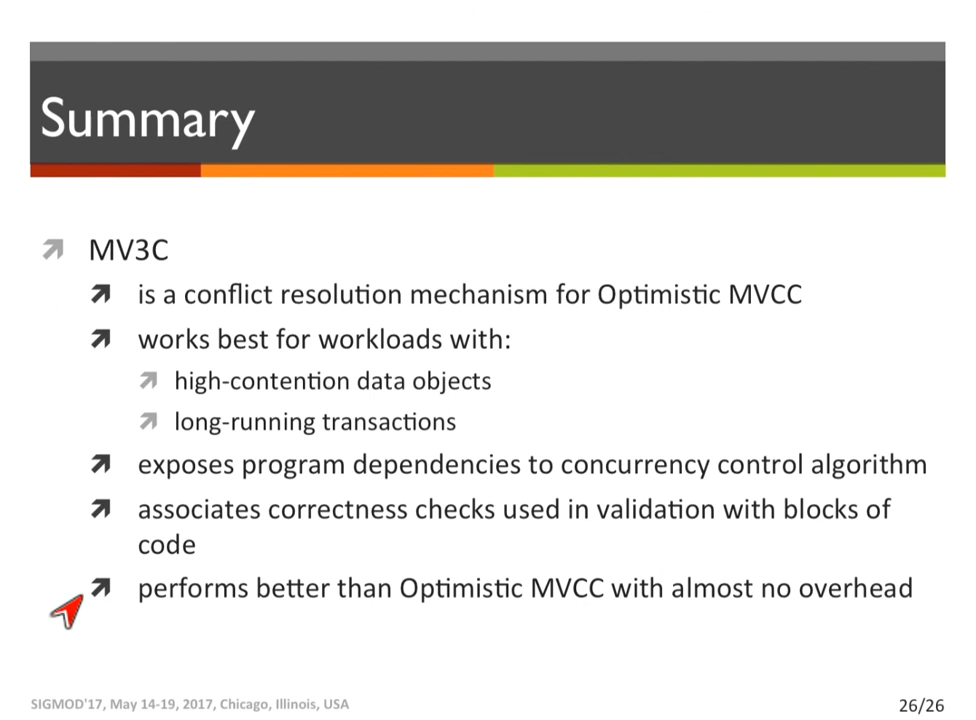 Summary
MV3C
is a conflict resolution mechanism for Optimistic MVCC
works best for workloads with:
high-contention data objects
long-running transactions
exposes program dependencies to concurrency control algorithm
associates correctness checks used in validation with blocks of
code
performs better than Optimistic MVCC with almost no overhead
SIGMOD'17, May 14-19, 2017, Chicago, Illinois, USA
26/26